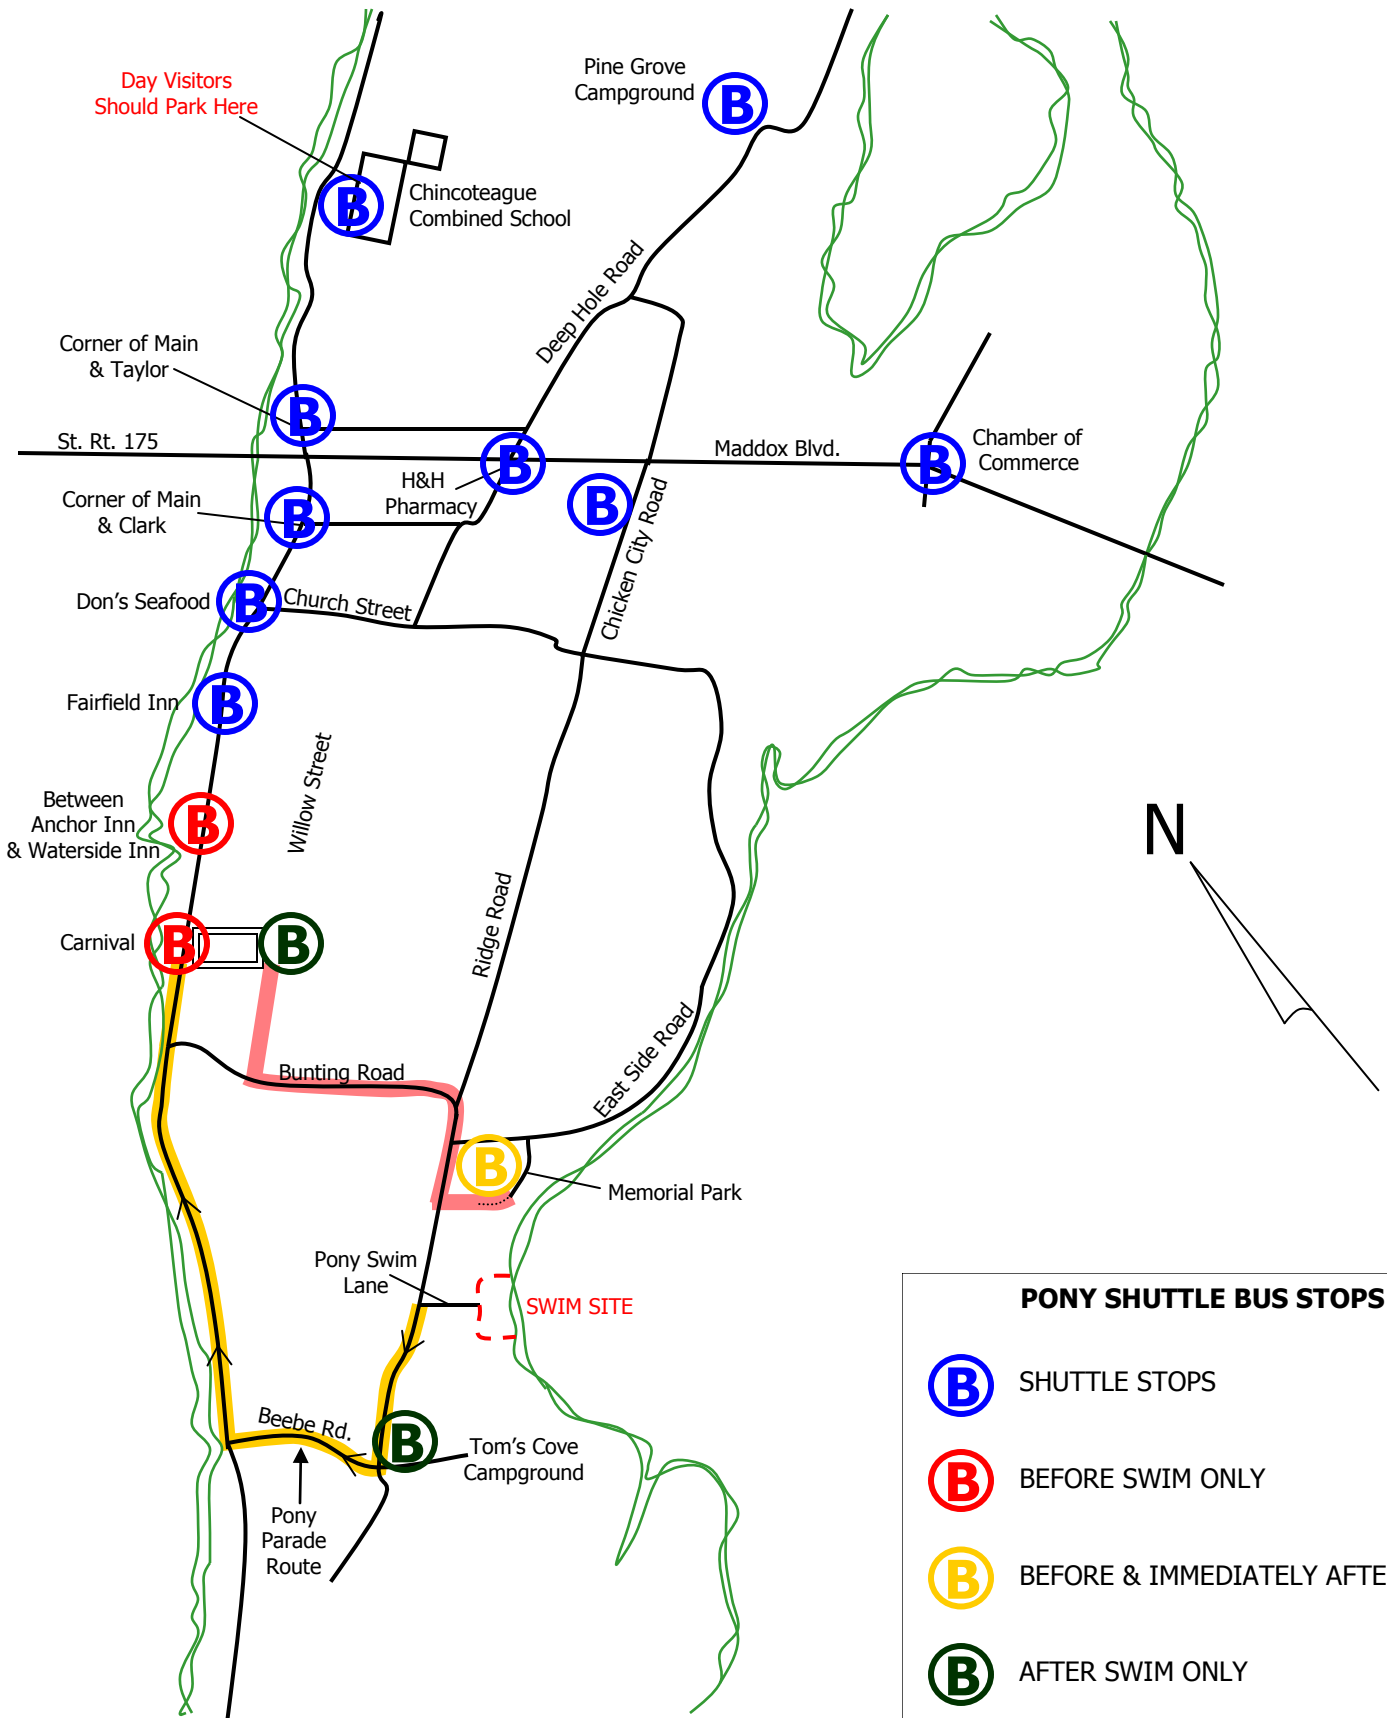 Day Visitors
Should Park Here
Pine Grove
Campground
B
B
Chincoteague
Combined School
Deep Hole Road
Corner of Main
& Taylor
B
St. Rt. 175
Maddox Blvd.
Chamber of
Commerce
B
B
H&H
Pharmacy
B
Chicken City Road
Corner of Main
& Clark
B
Don's Seafood
B
Church Street
Fairfield Inn
B
Willow Street
Between
Anchor Inn
& Waterside Inn
B
N
Ridge Road
Carnival
B
B
East Side Road
Bunting Road
B
Memorial Park
Pony Swim
Lane
SWIM SITE
Beebe Rd.
B
Tom's Cove
Campground
Pony
Parade
Route
PONY SHUTTLE BUS STOPS
B SHUTTLE STOPS
B BEFORE SWIM ONLY
B BEFORE & IMMEDIATELY AFTE
B AFTER SWIM ONLY